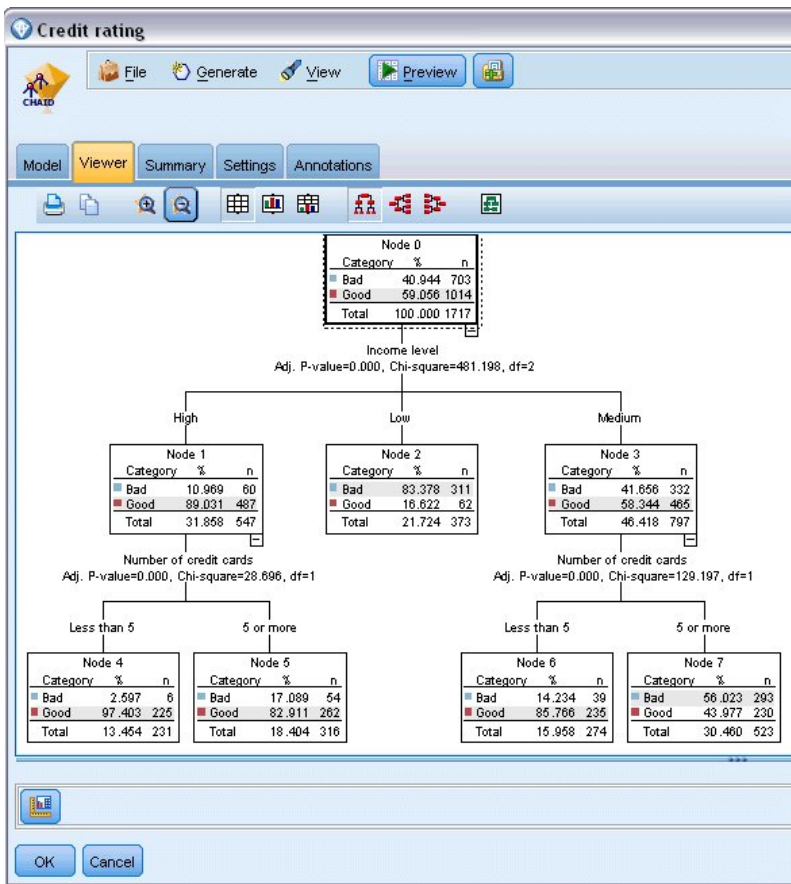 Credit rating
CHAID
File Generate View Preview
Model Viewer Summary Settings Annotations
Node 0
Category % n
Bad 40.944 703
Good 59.056 1014
Total 100.000 1717
Income level
Adj. P-value=0.000, Chi-square=481.198, df=2
High Low Medium
Node 1
Category % n
Bad 10.969 60
Good 89.031 487
Total 31.858 547
Node 2
Category % n
Bad 83.378 311
Good 16.622 62
Total 21.724 373
Node 3
Category % n
Bad 41.656 332
Good 58.344 465
Total 46.418 797
Number of credit cards
Adj. P-value=0.000, Chi-square=28.696, df=1
Number of credit cards
Adj. P-value=0.000, Chi-square=129.197, df=1
Less than 5 5 or more
Less than 5 5 or more
Node 4
Category % n
Bad 2.597 6
Good 97.403 225
Total 13.454 231
Node 5
Category % n
Bad 17.089 54
Good 82.911 262
Total 18.404 316
Node 6
Category % n
Bad 14.234 39
Good 85.766 235
Total 15.958 274
Node 7
Category % n
Bad 56.023 293
Good 43.977 230
Total 30.460 523
OK Cancel